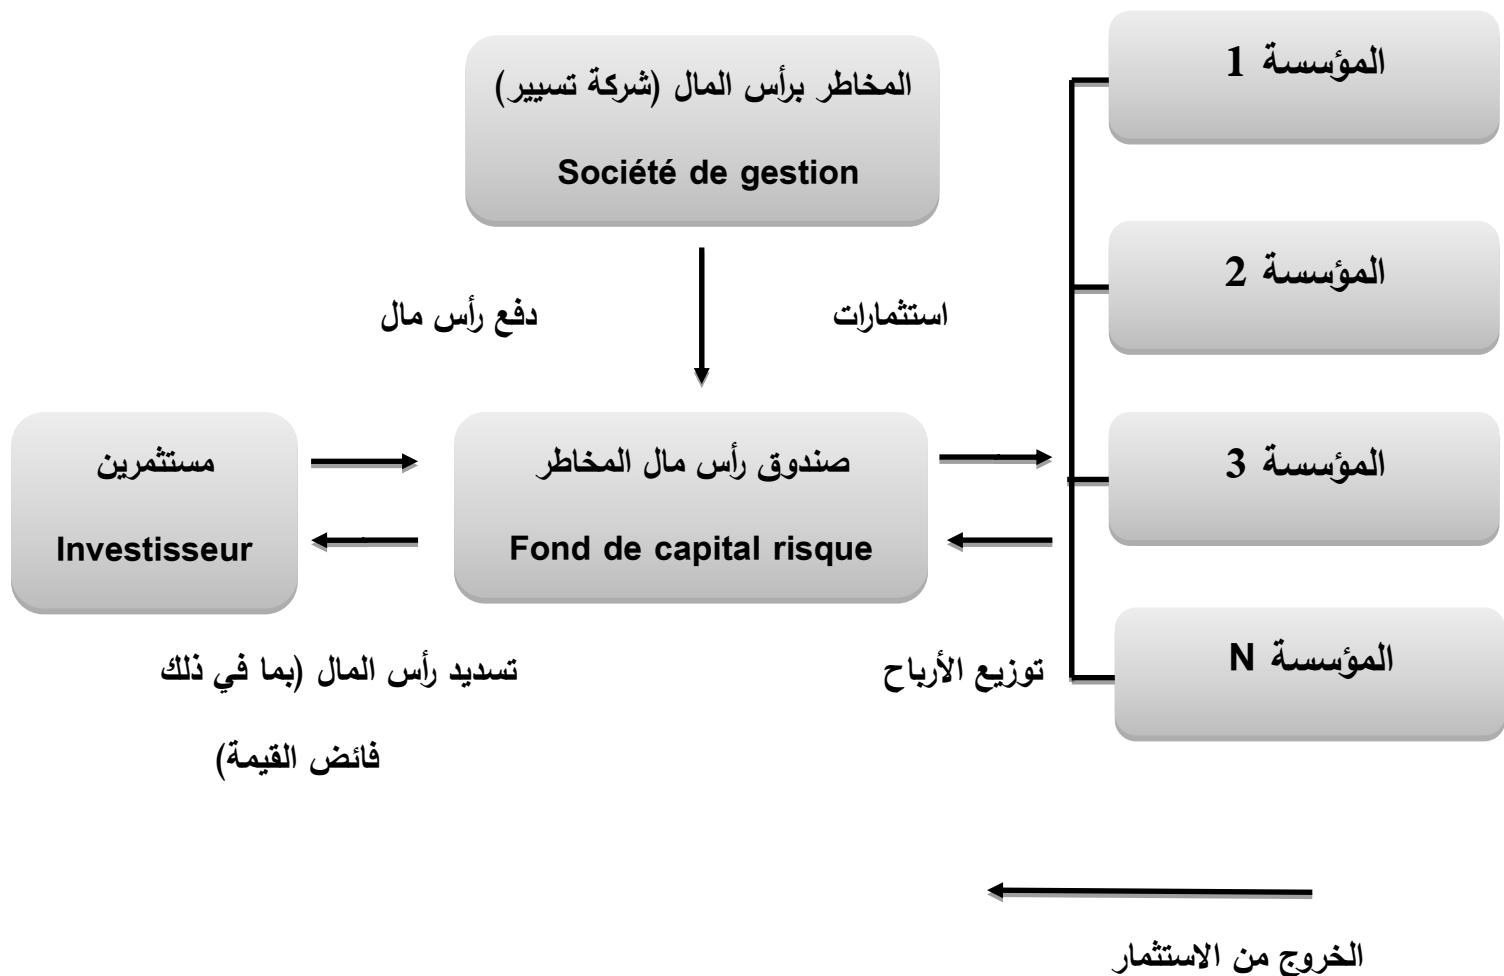 المخاطر برأس المال (شركة تسيير)
Société de gestion
المؤسسة 1
المؤسسة 2
استثمارات
دفع رأس مال
المؤسسة 3
صندوق رأس مال المخاطر
Fond de capital risque
مستثمرين
Investisseur
المؤسسة N
توزيع الأرباح
تسديد رأس المال (بما في ذلك
فائض القيمة)
الخروج من الاستثمار